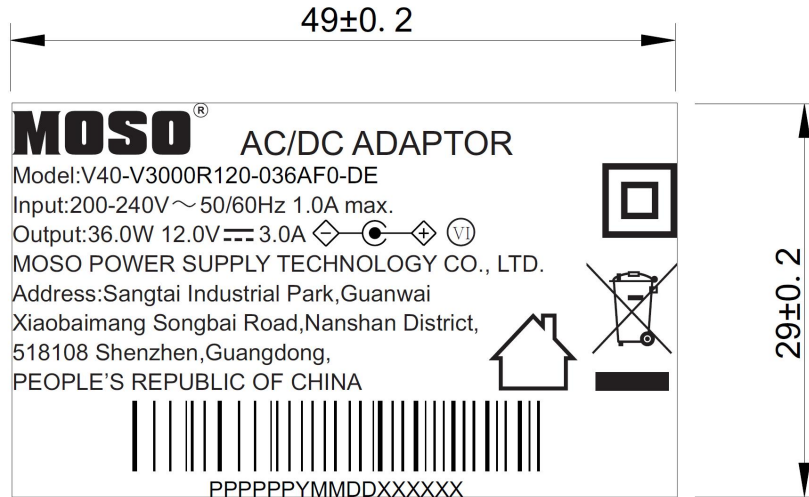 49±0. 2
MOSO®
AC/DC ADAPTOR
Model:V40-V3000R120-036AF0-DE
Input:200-240V～50/60Hz 1.0A max.
Output:36.0W 12.0V⎓3.0A - + VI
MOSO POWER SUPPLY TECHNOLOGY CO., LTD.
Address:Sangtai Industrial Park,Guanwai
Xiaobaimang Songbai Road,Nanshan District,
518108 Shenzhen,Guangdong,
PEOPLE'S REPUBLIC OF CHINA
PPPPPPYMMDDXXXXXX
29±0. 2